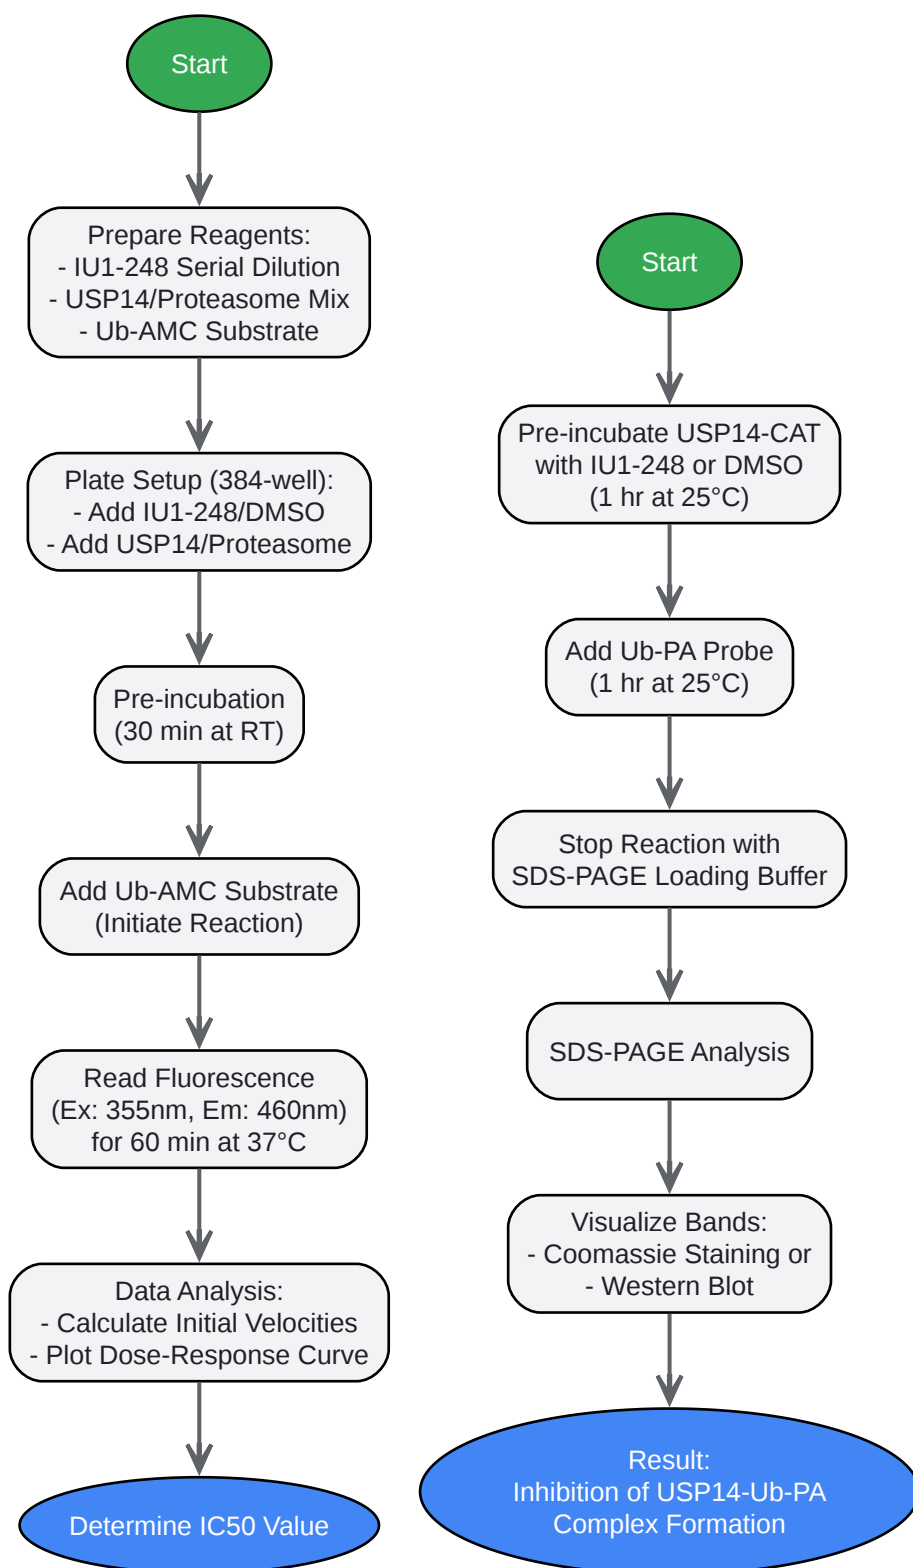 Start
Prepare Reagents:
- IU1-248 Serial Dilution
- USP14/Proteasome Mix
- Ub-AMC Substrate
Plate Setup (384-well):
- Add IU1-248/DMSO
- Add USP14/Proteasome
Pre-incubation
(30 min at RT)
Add Ub-AMC Substrate
(Initiate Reaction)
Read Fluorescence
(Ex: 355nm, Em: 460nm)
for 60 min at 37°C
Data Analysis:
- Calculate Initial Velocities
- Plot Dose-Response Curve
Determine IC50 Value
Start
Pre-incubate USP14-CAT
with IU1-248 or DMSO
(1 hr at 25°C)
Add Ub-PA Probe
(1 hr at 25°C)
Stop Reaction with
SDS-PAGE Loading Buffer
SDS-PAGE Analysis
Visualize Bands:
- Coomassie Staining or
- Western Blot
Result:
Inhibition of USP14-Ub-PA
Complex Formation